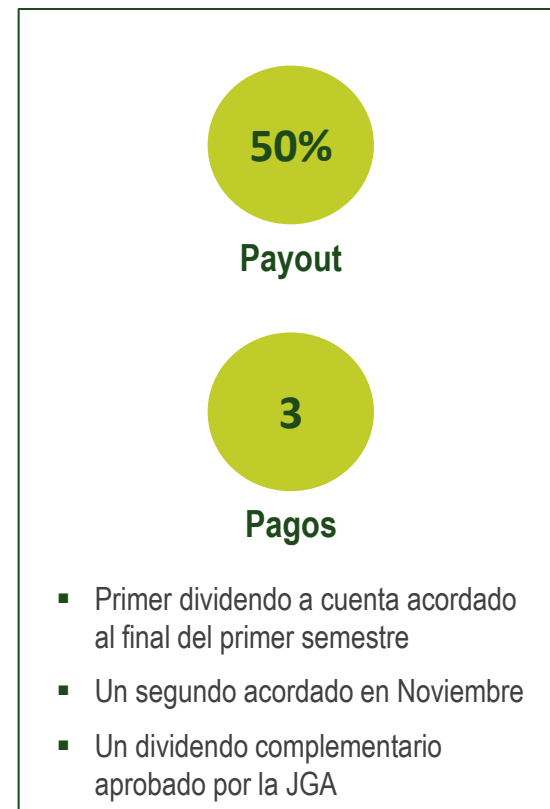 50%
Payout
3
Pagos
▪ Primer dividendo a cuenta acordado
al final del primer semestre
▪ Un segundo acordado en Noviembre
▪ Un dividendo complementario
aprobado por la JGA